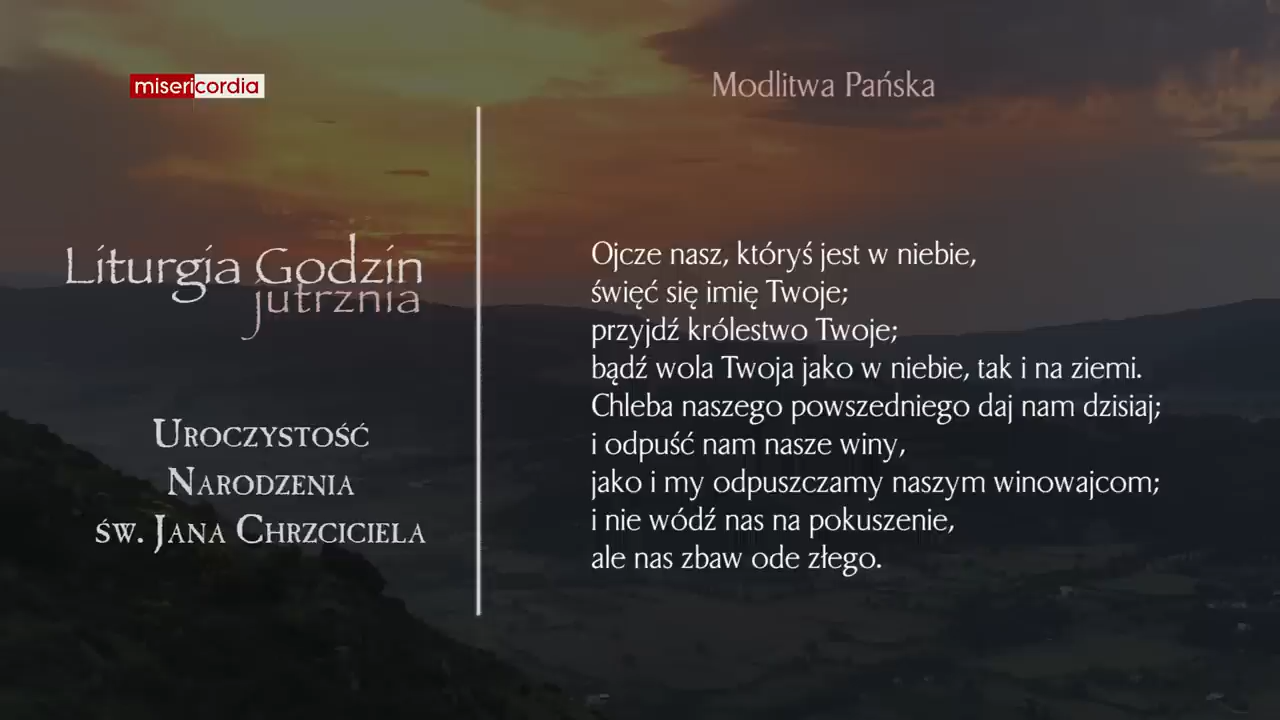 misericordia
Modlitwa Pańska
Liturgia Godzin
jutrznia
Uroczystość
Narodzenia
św. Jana Chrzciciela
Ojcze nasz, któryś jest w niebie,
święć się imię Twoje;
przyjdź królestwo Twoje;
bądź wola Twoja jako w niebie, tak i na ziemi.
Chleba naszego powszedniego daj nam dzisiaj;
i odpuść nam nasze winy,
jako i my odpuszczamy naszym winowajcom;
i nie wódź nas na pokuszenie,
ale nas zbaw ode złego.